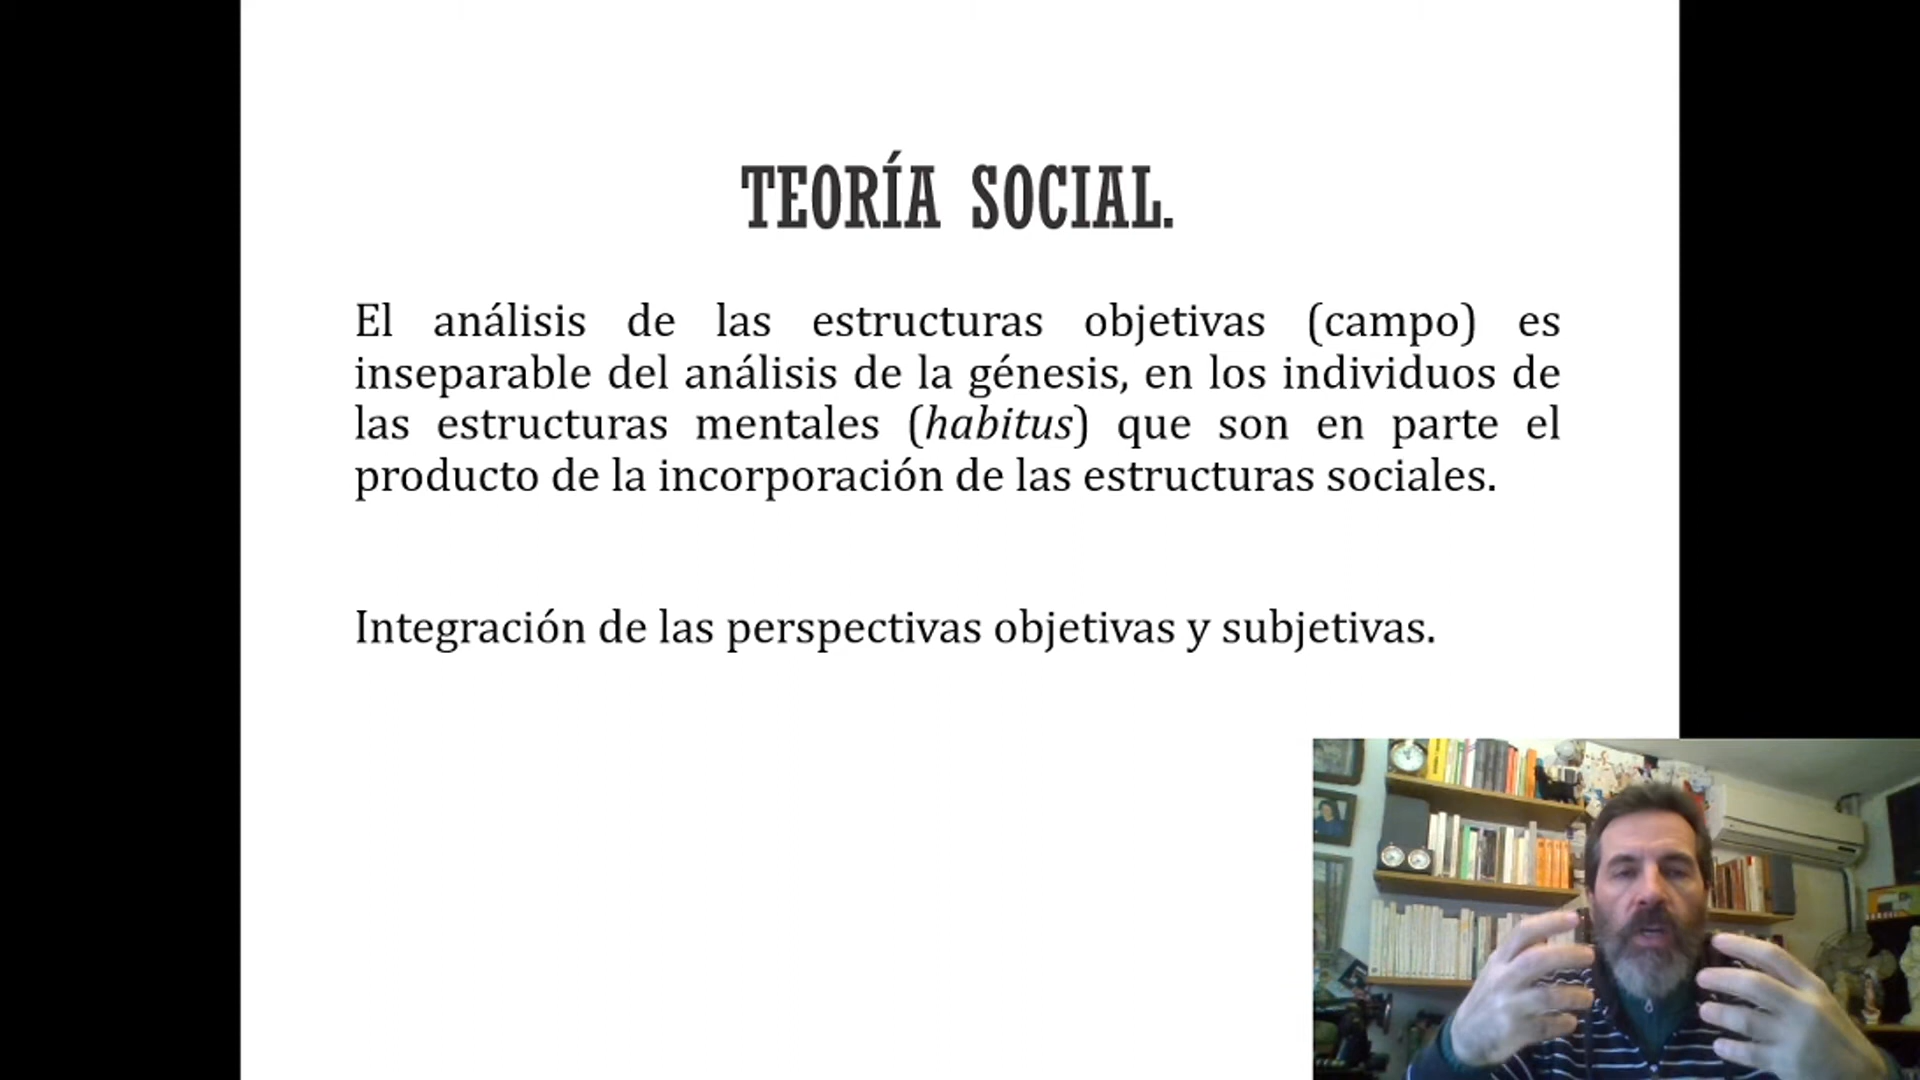 TEORÍA SOCIAL.
El análisis de las estructuras objetivas (campo) es
inseparable del análisis de la génesis, en los individuos de
las estructuras mentales (habitus) que son en parte el
producto de la incorporación de las estructuras sociales.
Integración de las perspectivas objetivas y subjetivas.